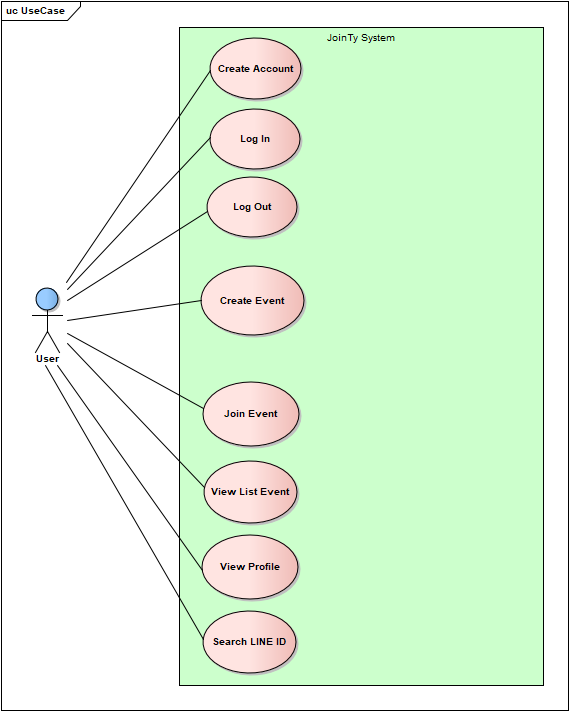 uc UseCase
JoinTy System
Create Account
Log In
Log Out
Create Event
User
Join Event
View List Event
View Profile
Search LINE ID